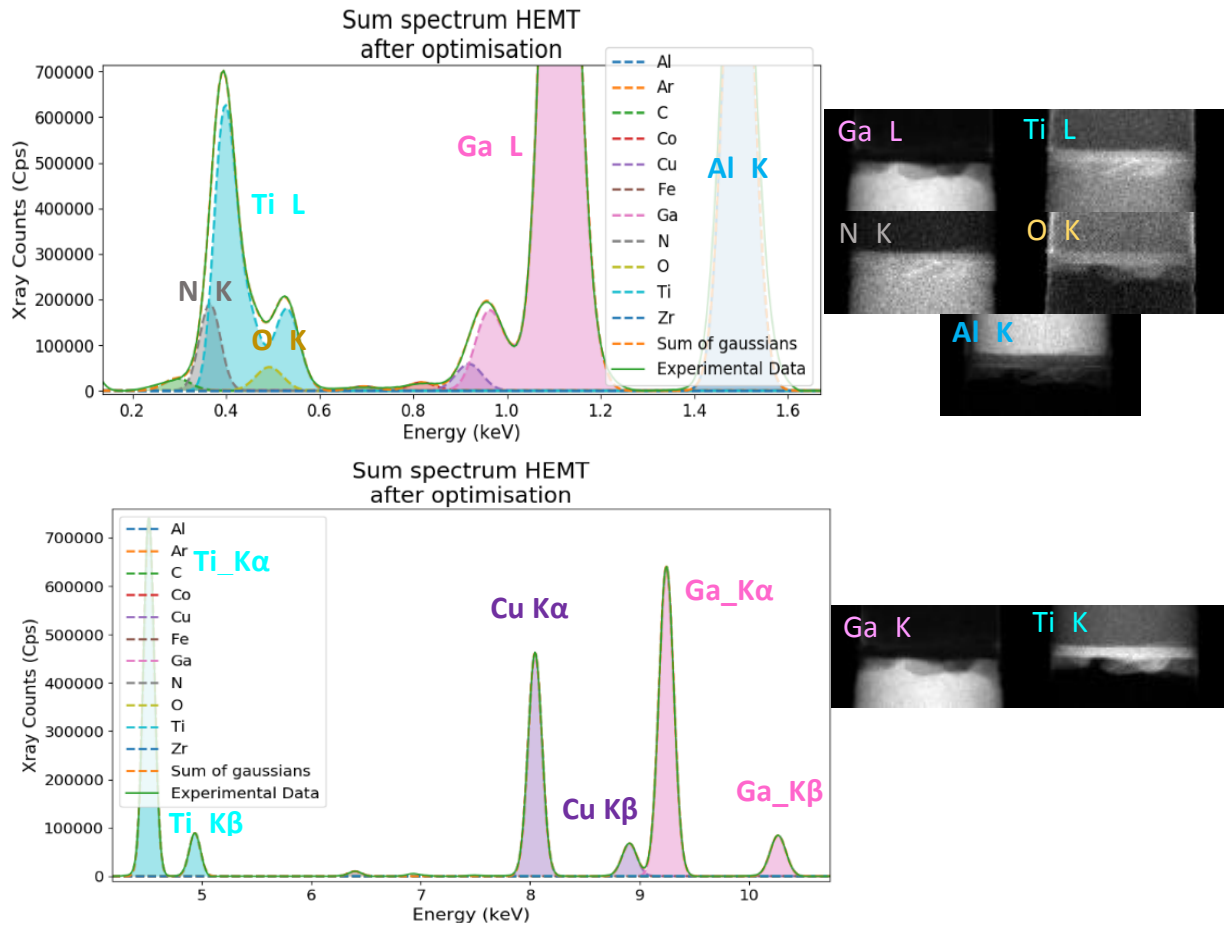 Sum spectrum HEMT
after optimisation
700000
600000
500000
400000
300000
200000
100000
0
Xray Counts (Cps)
0.2
0.4
0.6
0.8
1.0
1.2
1.4
1.6
Energy (keV)
N K
Ti L
O K
Ga L
Al K
Al
Ar
C
Co
Cu
Fe
Ga
N
O
Ti
Zr
Sum of gaussians
Experimental Data
Ga L
Ti L
N K
O K
Al K
Sum spectrum HEMT
after optimisation
700000
600000
500000
400000
300000
200000
100000
0
Xray Counts (Cps)
5
6
7
8
9
10
Energy (keV)
Al
Ar
C
Co
Cu
Fe
Ga
N
O
Ti
Zr
Sum of gaussians
Experimental Data
Ti_Kα
Ti_Kβ
Cu Kα
Cu Kβ
Ga_Kα
Ga_Kβ
Ga K
Ti K